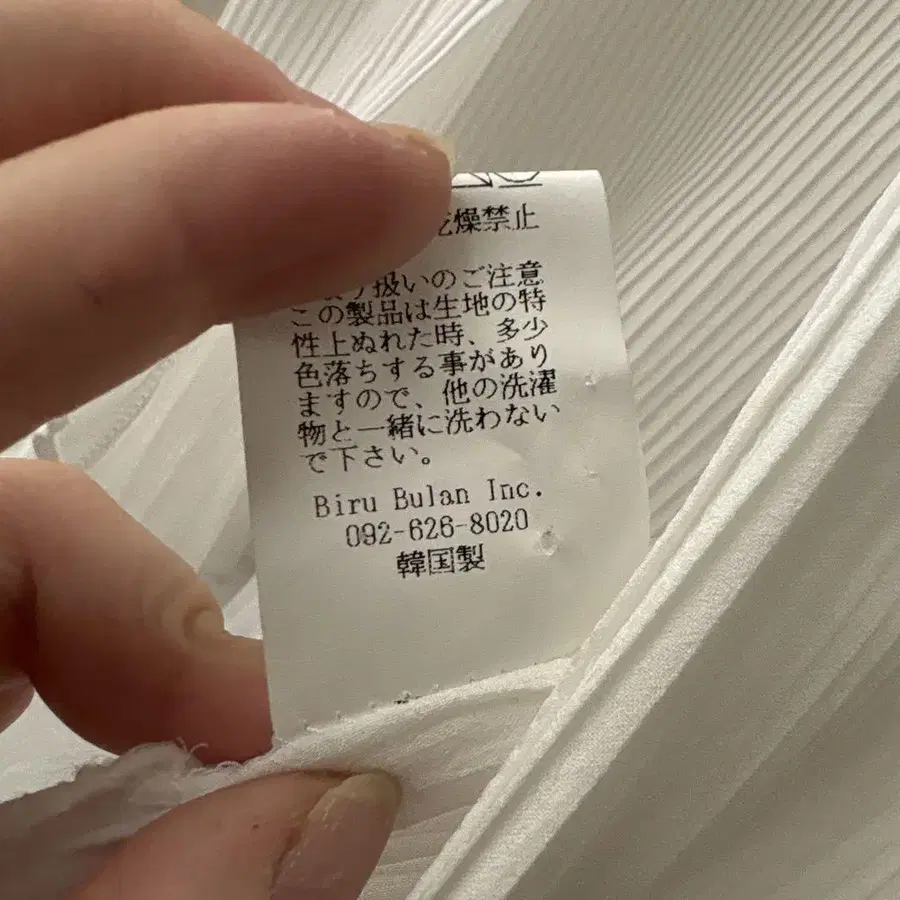 燥禁止
扱いのご注意
この製品は生地の特
性上ぬれた時、多少
色落ちする事があり
ますので、他の洗濯
物と一緒に洗わない
で下さい。
Biru Bulan Inc.
092-626-8020
韓国製